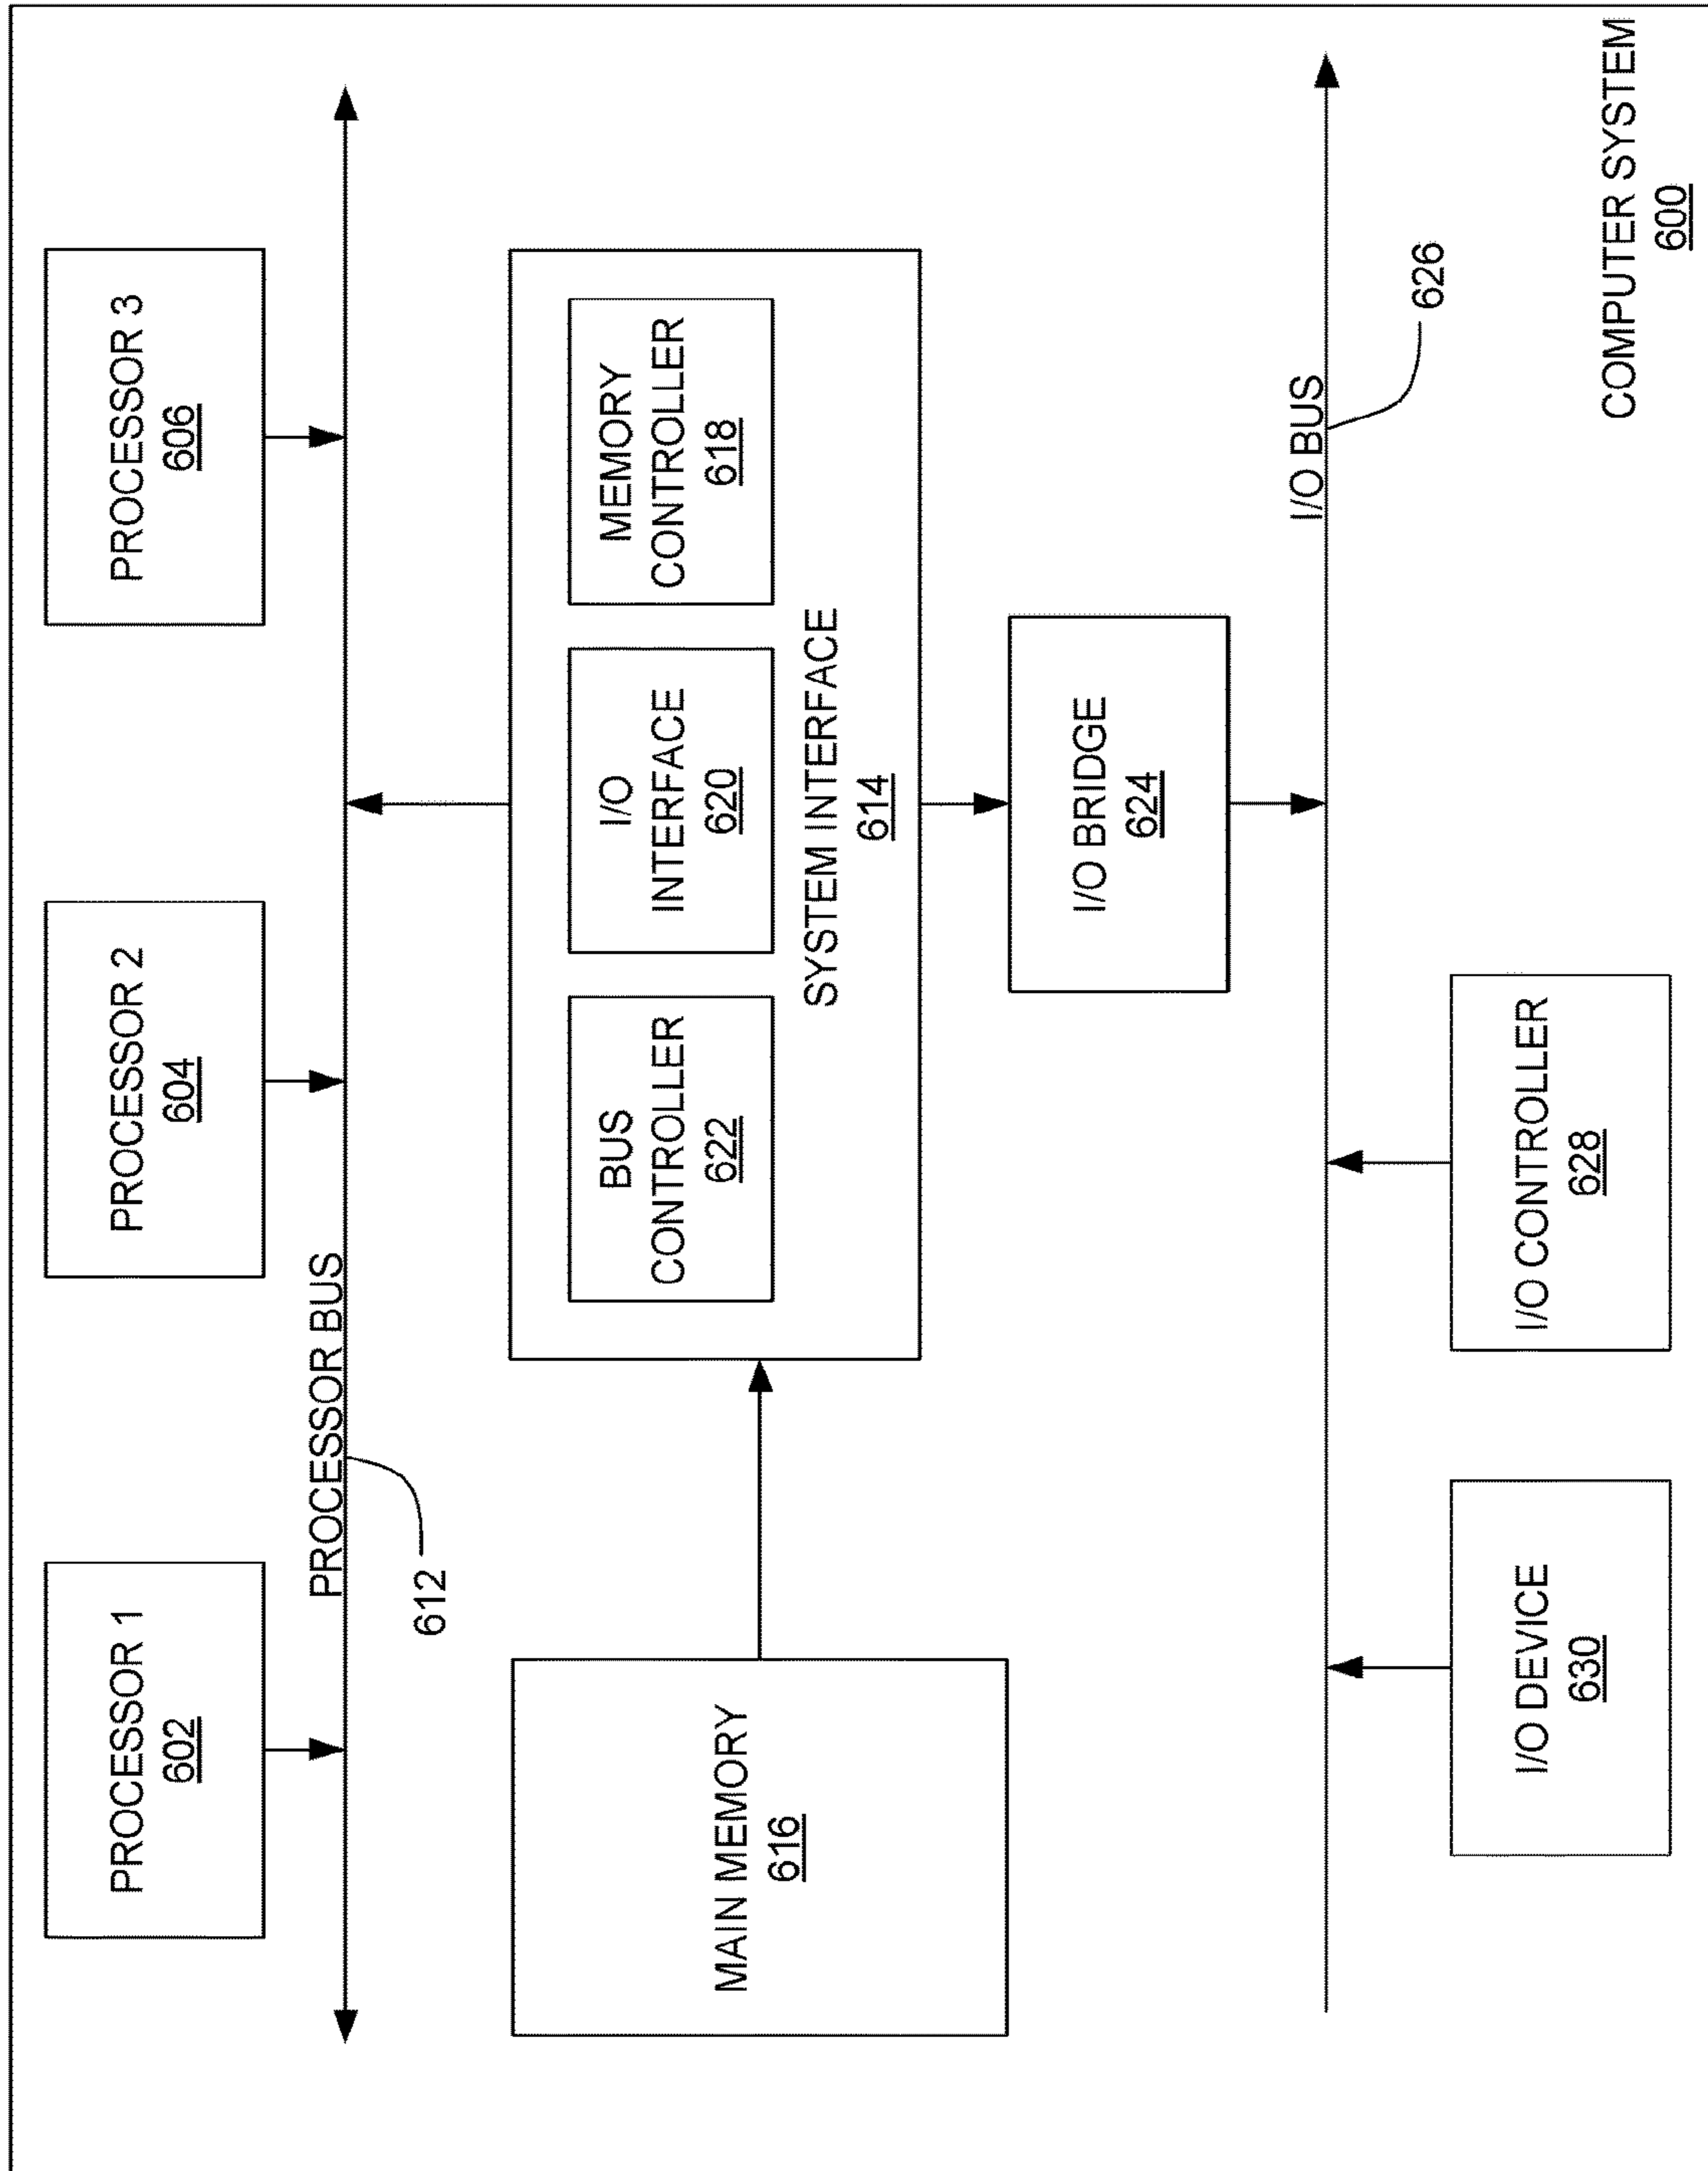 PROCESSOR 1
602
PROCESSOR 2
604
PROCESSOR 3
606
PROCESSOR BUS
612
MAIN MEMORY
616
BUS
CONTROLLER
622
I/O
INTERFACE
620
MEMORY
CONTROLLER
618
SYSTEM INTERFACE
614
I/O BRIDGE
624
I/O BUS
626
I/O DEVICE
630
I/O CONTROLLER
628
COMPUTER SYSTEM
600